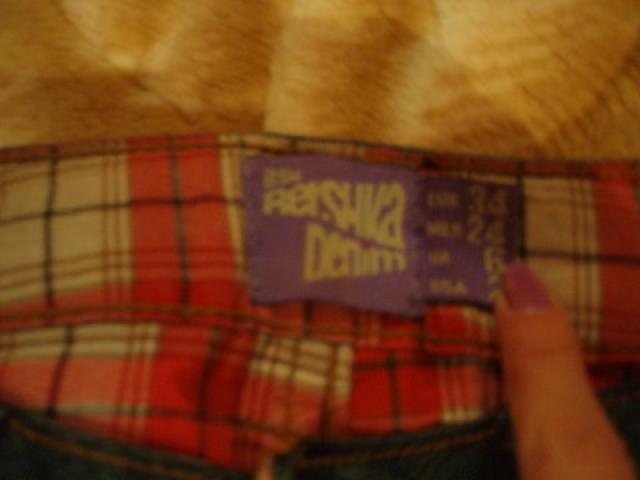 BSK
Bershka
Denim
EUR 34
MEX 24
UK 6
USA